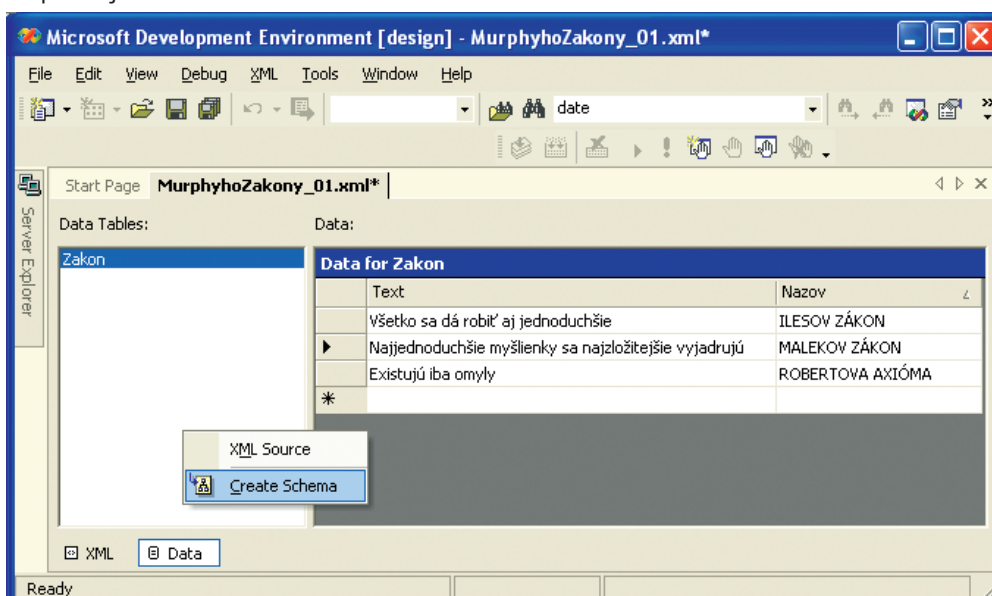 Microsoft Development Environment [design] - MurphyhoZakony_01.xml*
File Edit View Debug XML Tools Window Help
date
Start Page MurphyhoZakony_01.xml*
Server Explorer
Data Tables: Data:
Zakon
Data for Zakon
Text Nazov
Všetko sa dá robiť aj jednoduchšie ILESOV ZÁKON
Najjednoduchšie myšlienky sa najzložitejšie vyjadrujú MALEKOV ZÁKON
Existujú iba omyly ROBERTOVA AXIÓMA
XML Source
Create Schema
XML Data
Ready